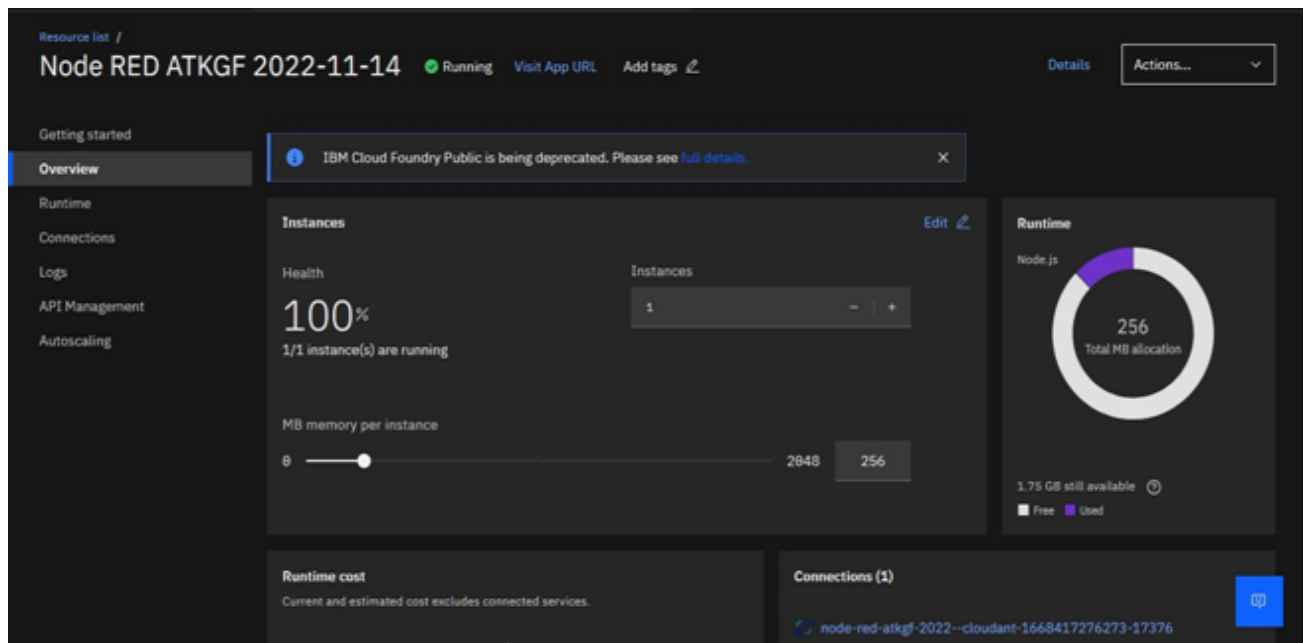 Resource list /
Node RED ATKGF 2022-11-14 Running Visit App URL Add tags
Details Actions...
Getting started
Overview
Runtime
Connections
Logs
API Management
Autoscaling
IBM Cloud Foundry Public is being deprecated. Please see full details.
Instances Edit
Health
100%
1/1 instance(s) are running
Instances
1 - +
MB memory per instance
0 2048 256
Runtime
Node.js
256
Total MB allocation
1.75 GB still available
Free Used
Runtime cost
Current and estimated cost excludes connected services.
Connections (1)
node-red-atkgf-2022--cloudant-1668417276273-17376